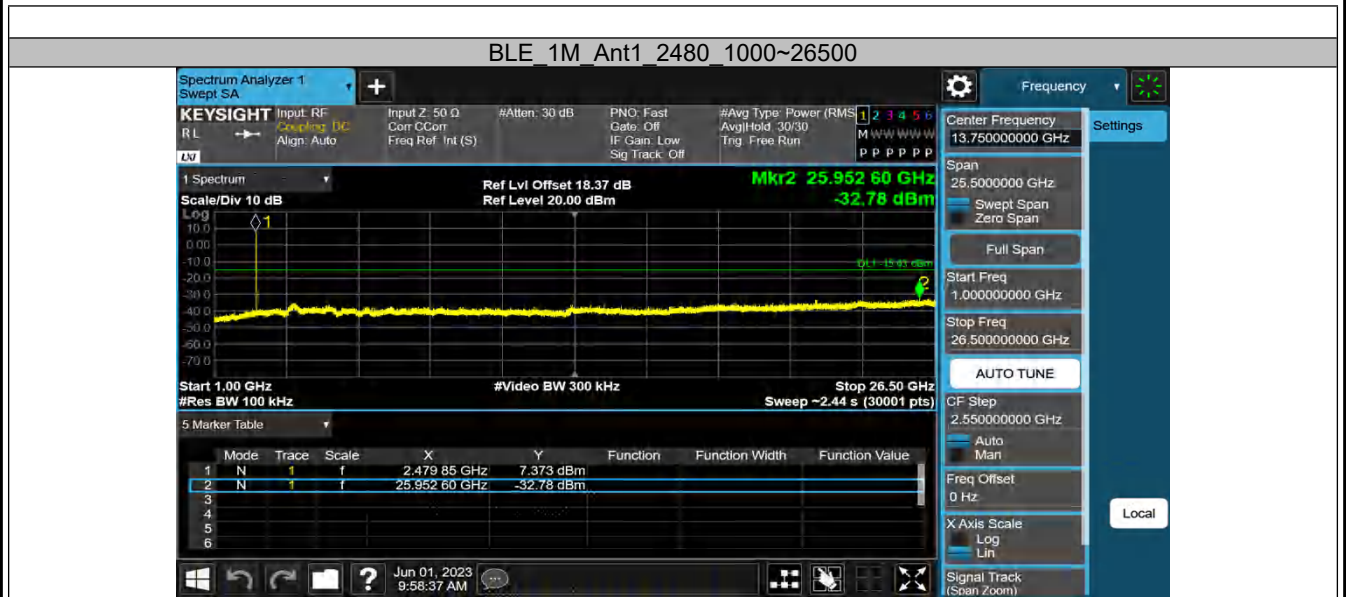 BLE_1M_Ant1_2480_1000~26500
Spectrum Analyzer 1
Swept SA
+
Frequency
KEYSIGHT
Input: RF
Input Z: 50 Ω
#Atten: 30 dB
PNO: Fast
#Avg Type: Power (RMS
1 2 3 4 5 6
RL
Coupling: DC
Corr CCorr
Gate: Off
Avg|Hold: 30/30
M W W W W W
Align: Auto
Freq Ref: Int (S)
IF Gain: Low
Trig: Free Run
P P P P P P
LXI
Sig Track: Off
1 Spectrum
Ref Lvl Offset 18.37 dB
Mkr2 25.952 60 GHz
Scale/Div 10 dB
Ref Level 20.00 dBm
-32.78 dBm
Log
1
10.0
0.00
-10.0
DL1 -15.03 dBm
-20.0
2
-30.0
-40.0
-50.0
-60.0
-70.0
Start 1.00 GHz
#Video BW 300 kHz
Stop 26.50 GHz
#Res BW 100 kHz
Sweep ~2.44 s (30001 pts)
5 Marker Table
Mode Trace Scale X Y Function Function Width Function Value
1 N 1 f 2.479 85 GHz 7.373 dBm
2 N 1 f 25.952 60 GHz -32.78 dBm
3
4
5
6
?
Jun 01, 2023
9:58:37 AM
Center Frequency
13.750000000 GHz
Settings
Span
25.5000000 GHz
Swept Span
Zero Span
Full Span
Start Freq
1.000000000 GHz
Stop Freq
26.500000000 GHz
AUTO TUNE
CF Step
2.550000000 GHz
Auto
Man
Freq Offset
0 Hz
Local
X Axis Scale
Log
Lin
Signal Track
(Span Zoom)